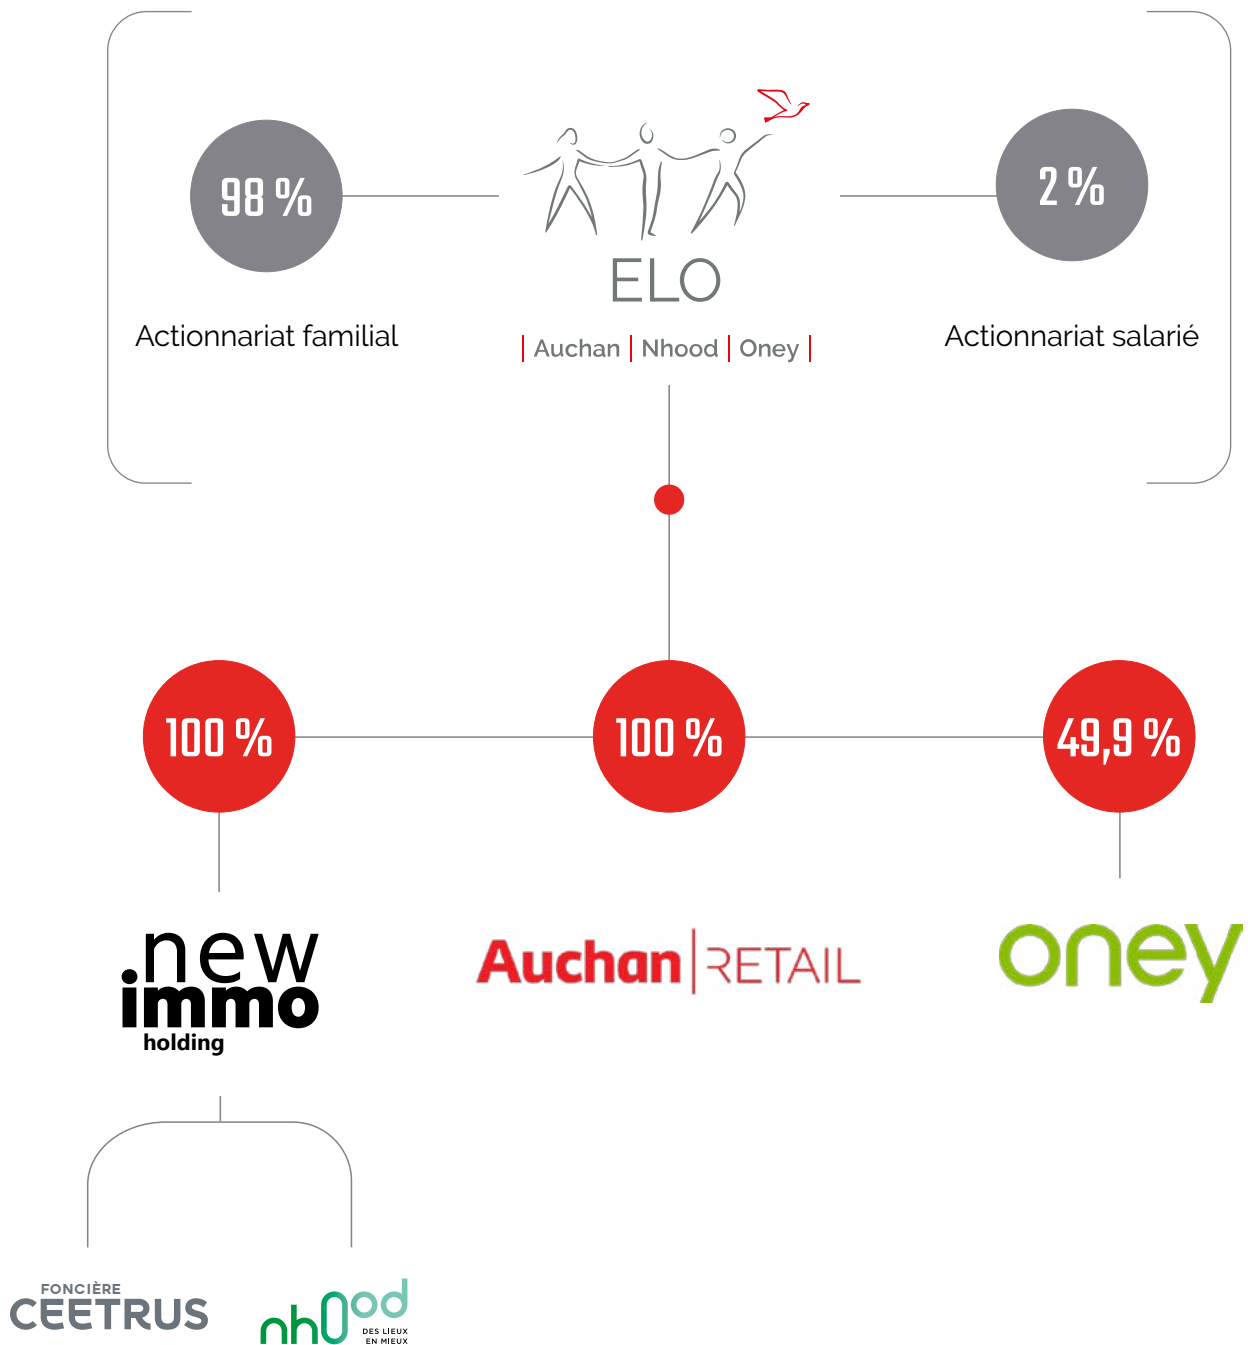 98 %
2 %
ELO
Actionnariat familial
| Auchan | Nhood | Oney |
Actionnariat salarié
100 %
100 %
49,9 %
new
immo
holding
Auchan | RETAIL
oney
FONCIÈRE
CEETRUS
nhood
DES LIEUX
EN MIEUX